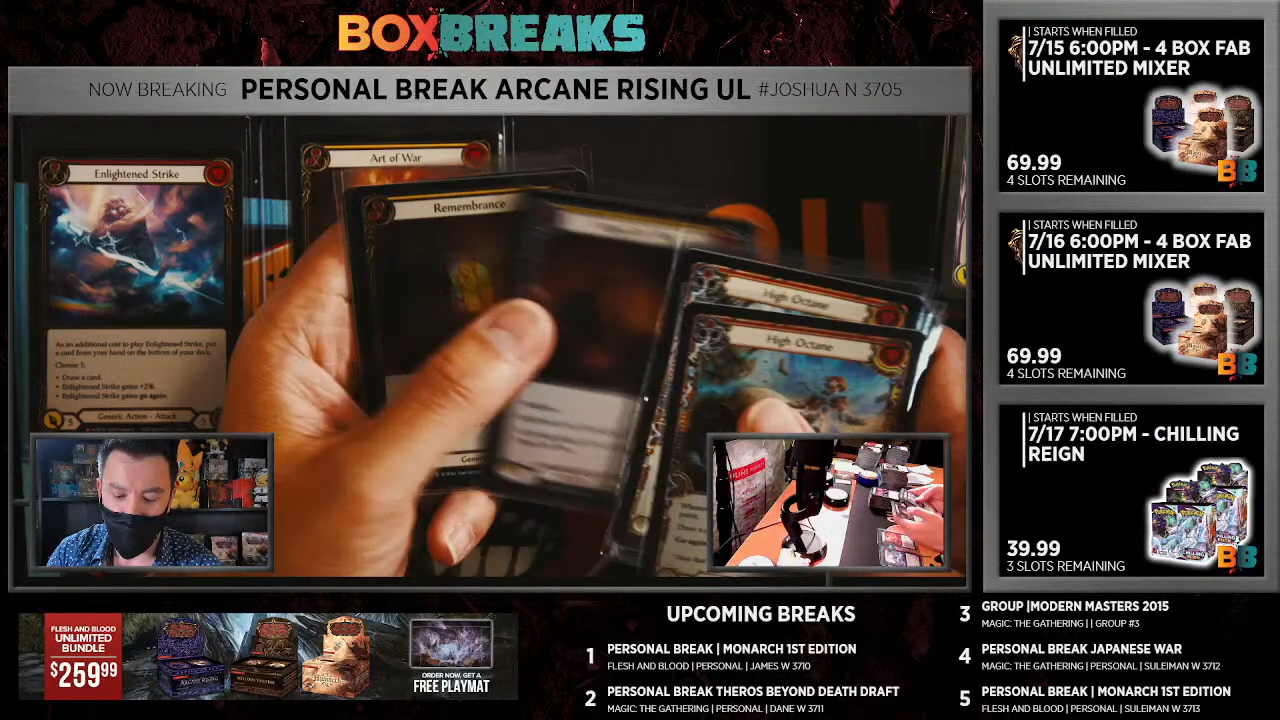 BOXBREAKS
NOW BREAKING PERSONAL BREAK ARCANE RISING UL #JOSHUA N 3705
Enlightened Strike
As an additional cost to play Enlightened Strike, put
a card from your hand on the bottom of your deck.
Choose 1;
• Draw a card.
• Enlightened Strike gains +2
• Enlightened Strike gains go again.
5 Generic Action - Attack 3
Art of War
Remembrance
High Octane
High Octane
| STARTS WHEN FILLED
7/15 6:00PM - 4 BOX FAB
UNLIMITED MIXER
69.99
4 SLOTS REMAINING
BB
| STARTS WHEN FILLED
7/16 6:00PM - 4 BOX FAB
UNLIMITED MIXER
69.99
4 SLOTS REMAINING
BB
| STARTS WHEN FILLED
7/17 7:00PM - CHILLING
REIGN
39.99
3 SLOTS REMAINING
BB
FLESH AND BLOOD
UNLIMITED
BUNDLE
$259.99
ARCANE RISING
ORDER NOW, GET A
FREE PLAYMAT
UPCOMING BREAKS
1 PERSONAL BREAK | MONARCH 1ST EDITION
FLESH AND BLOOD | PERSONAL | JAMES W 3710
2 PERSONAL BREAK THEROS BEYOND DEATH DRAFT
MAGIC: THE GATHERING | PERSONAL | DANE W 3711
3 GROUP |MODERN MASTERS 2015
MAGIC: THE GATHERING | | GROUP #3
4 PERSONAL BREAK JAPANESE WAR
MAGIC: THE GATHERING | PERSONAL | SULEIMAN W 3712
5 PERSONAL BREAK | MONARCH 1ST EDITION
FLESH AND BLOOD | PERSONAL | SULEIMAN W 3713